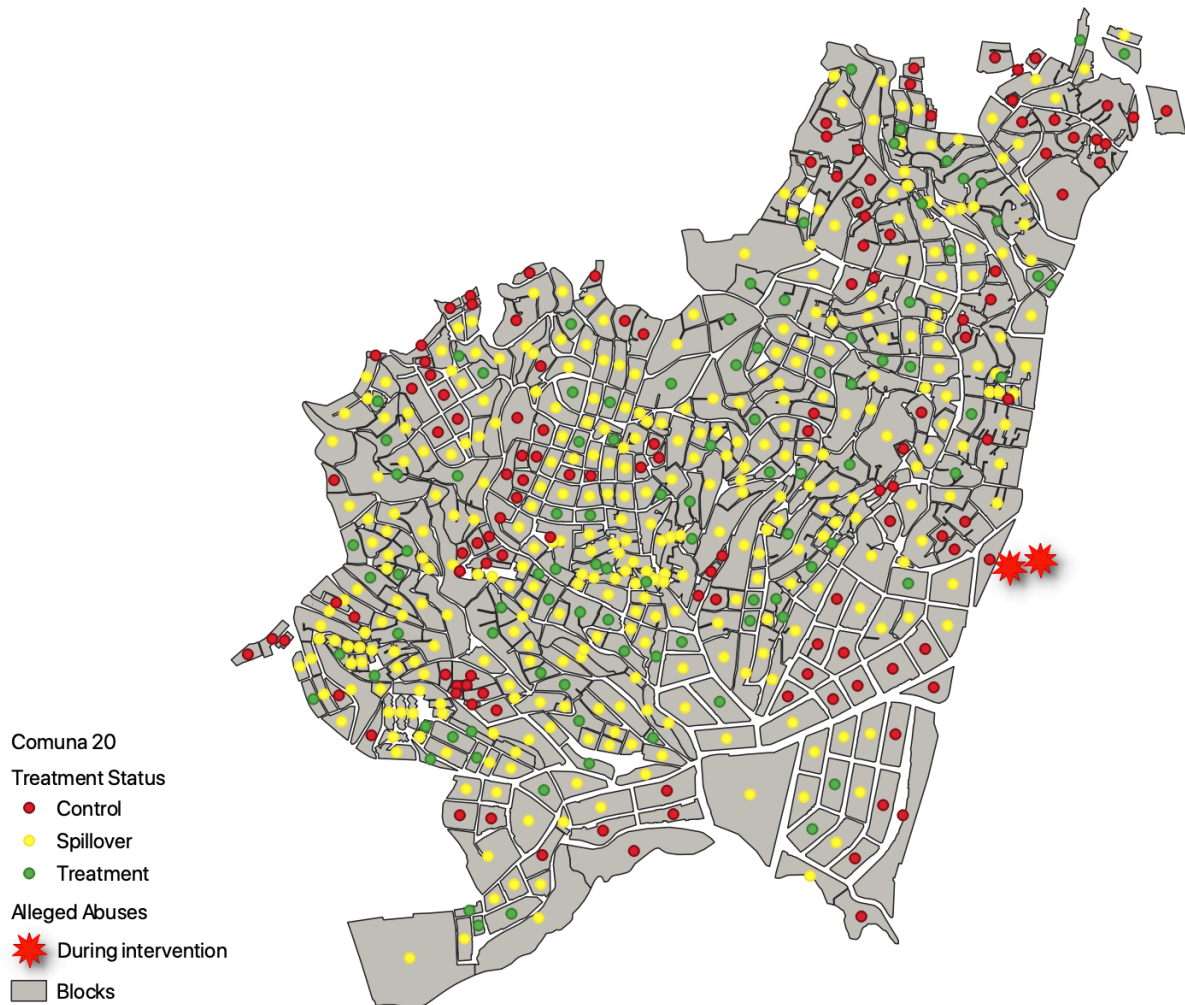 Comuna 20
Treatment Status
Control
Spillover
Treatment
Alleged Abuses
During intervention
Blocks